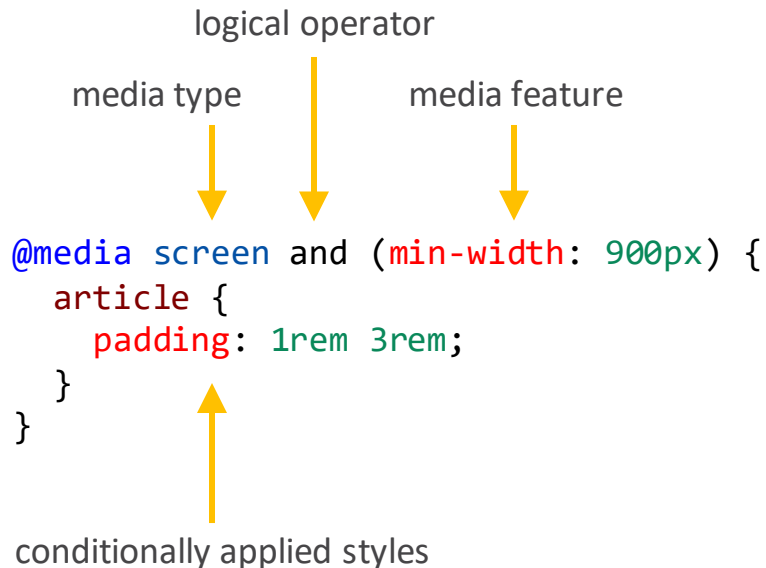 logical operator
media type media feature
@media screen and (min-width: 900px) {
  article {
    padding: 1rem 3rem;
  }
}
conditionally applied styles